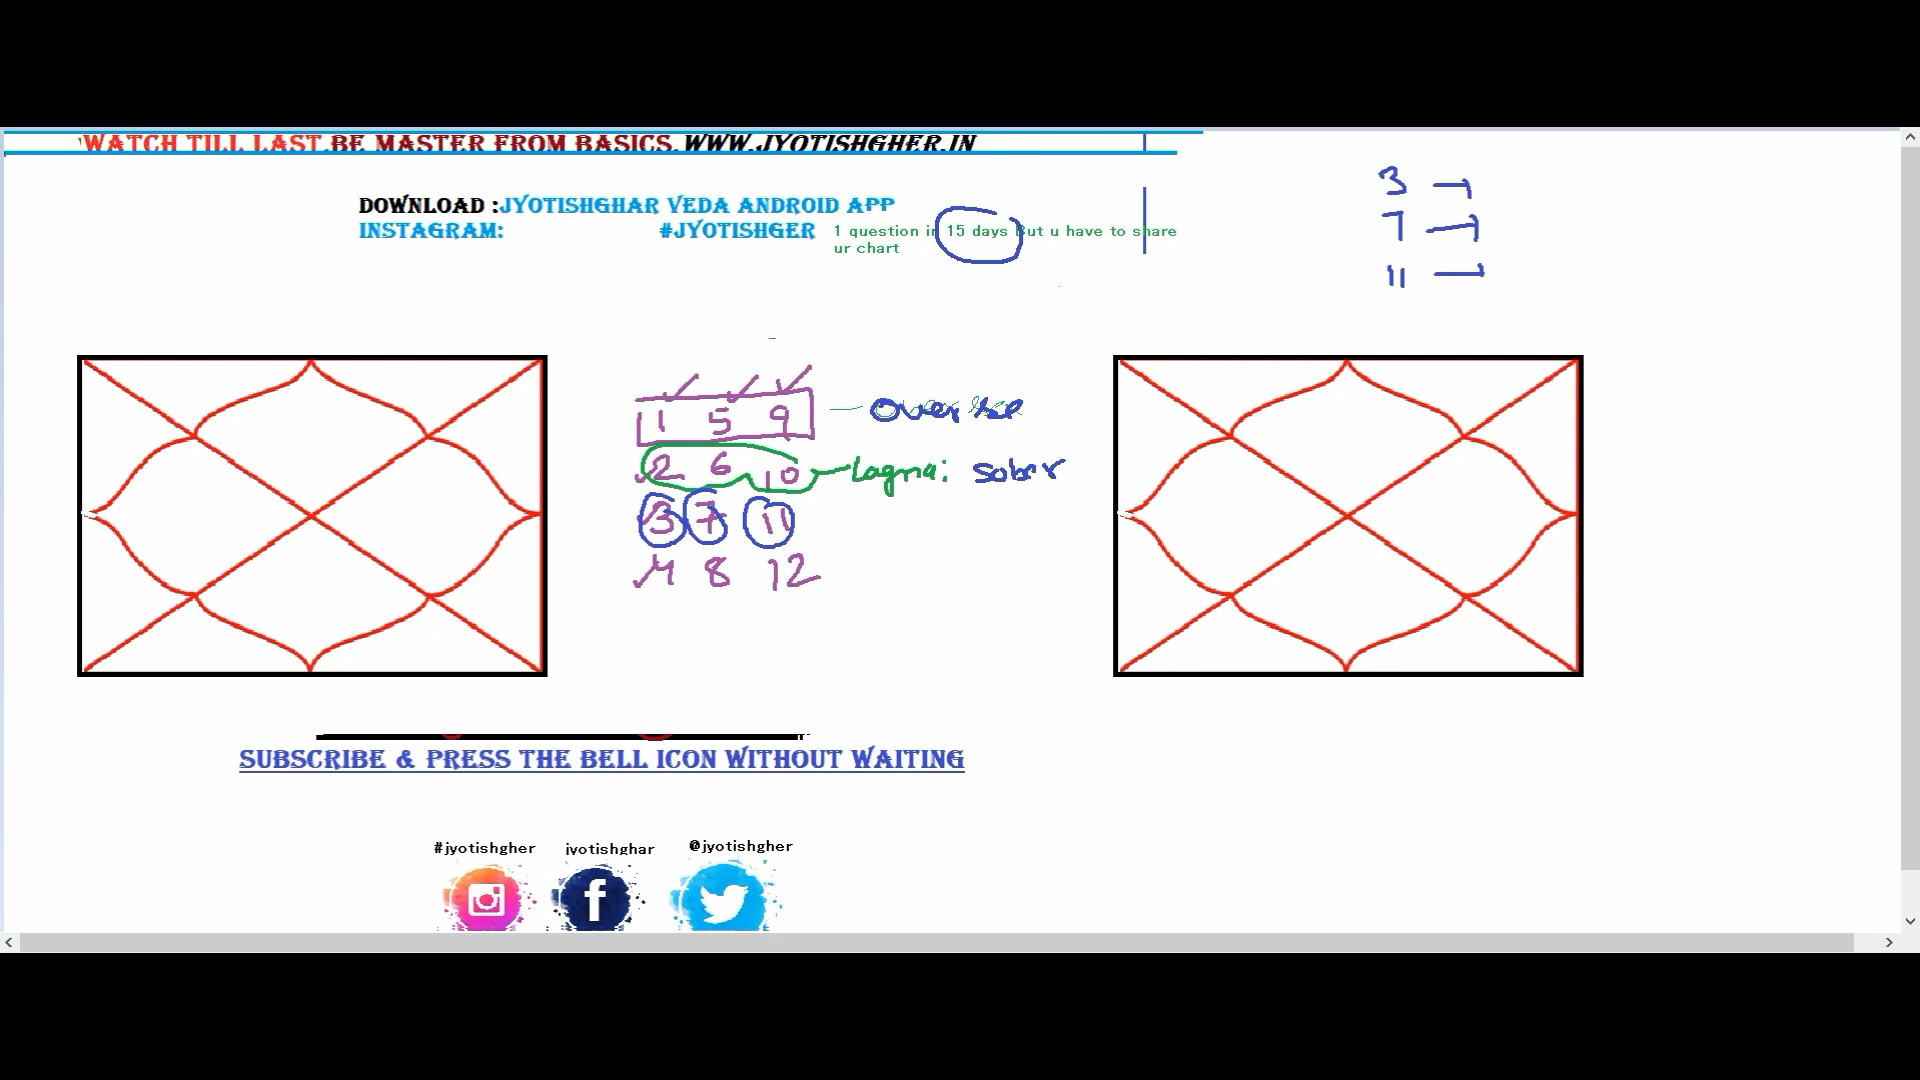 WATCH TILL LAST.BE MASTER FROM BASICS.WWW.JYOTISHGHER.IN
DOWNLOAD :JYOTISHGHAR VEDA ANDROID APP
INSTAGRAM: #JYOTISHGER
1 question in 15 days But u have to share
ur chart
3
7
11
1 5 9
2 6 10 Lagna: sober
3 7 11
4 8 12
SUBSCRIBE & PRESS THE BELL ICON WITHOUT WAITING
#jyotishgher jyotishghar @jyotishgher